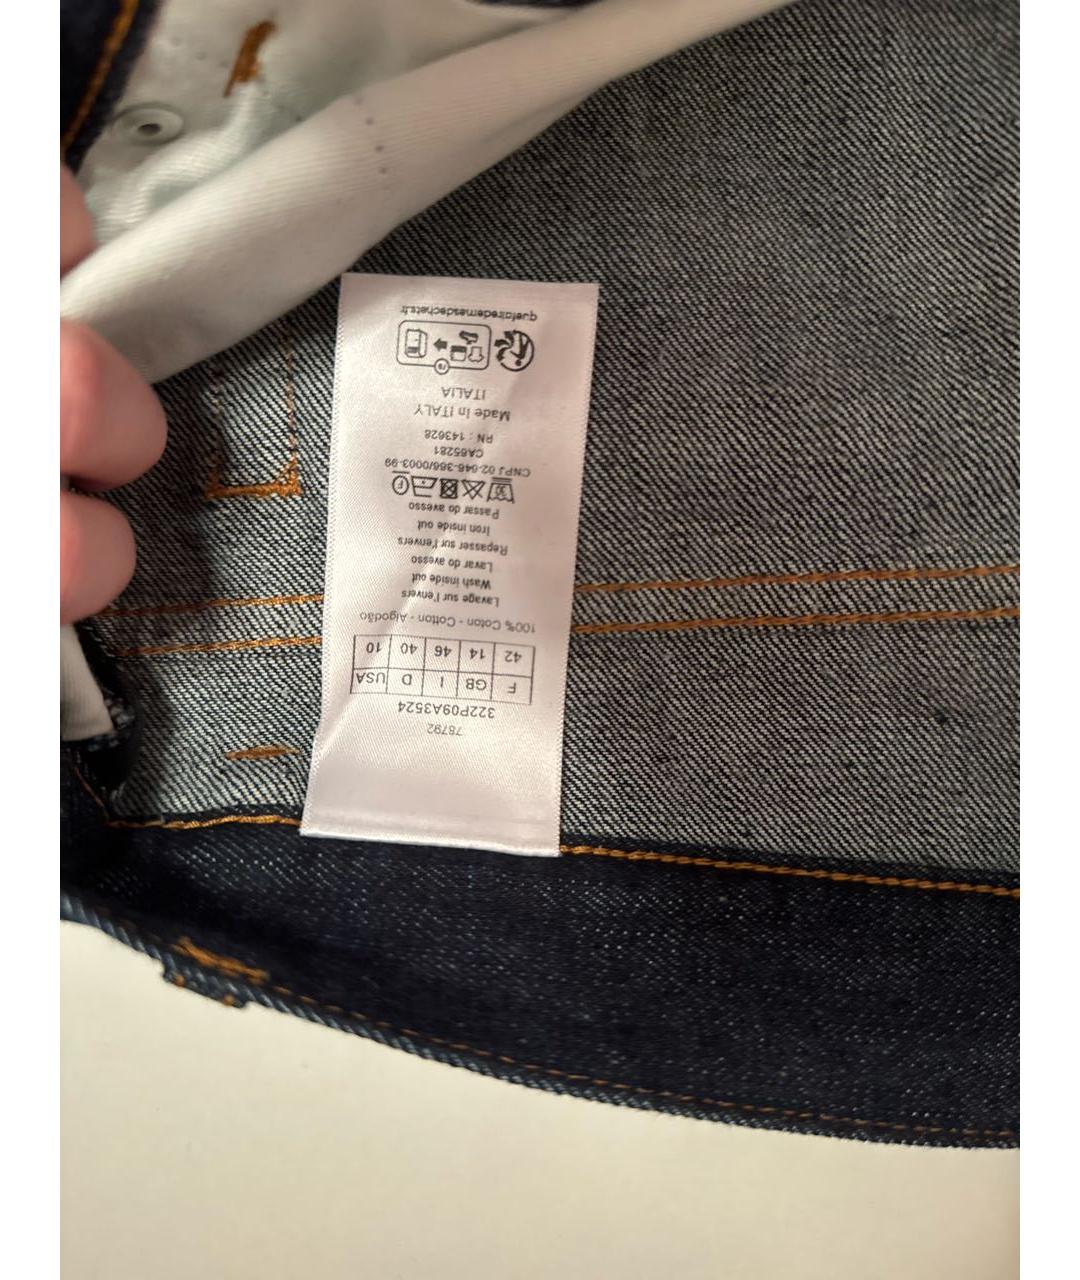 78792
322P09A3524
F GB I D USA
42 14 46 40 10
100% Coton - Cotton - Algodão
Lavage sur l'envers
Wash inside out
Lavar do avesso
Repasser sur l'envers
Iron inside out
Passar do avesso
30 F
CNPJ 02-646-366/0003-99
CA65281
RN : 143628
Made in ITALY
ITALIA
FR
quefairedemesdechets.fr